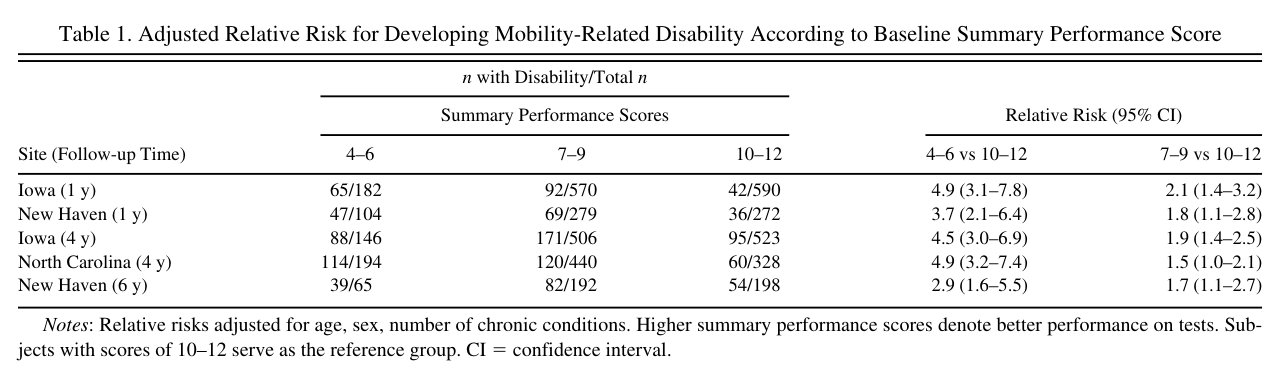 Table 1. Adjusted Relative Risk for Developing Mobility-Related Disability According to Baseline Summary Performance Score
n with Disability/Total n
Summary Performance Scores Relative Risk (95% CI)
Site (Follow-up Time) 4–6 7–9 10–12 4–6 vs 10–12 7–9 vs 10–12
Iowa (1 y) 65/182 92/570 42/590 4.9 (3.1–7.8) 2.1 (1.4–3.2)
New Haven (1 y) 47/104 69/279 36/272 3.7 (2.1–6.4) 1.8 (1.1–2.8)
Iowa (4 y) 88/146 171/506 95/523 4.5 (3.0–6.9) 1.9 (1.4–2.5)
North Carolina (4 y) 114/194 120/440 60/328 4.9 (3.2–7.4) 1.5 (1.0–2.1)
New Haven (6 y) 39/65 82/192 54/198 2.9 (1.6–5.5) 1.7 (1.1–2.7)
Notes: Relative risks adjusted for age, sex, number of chronic conditions. Higher summary performance scores denote better performance on tests. Sub-
jects with scores of 10–12 serve as the reference group. CI = confidence interval.